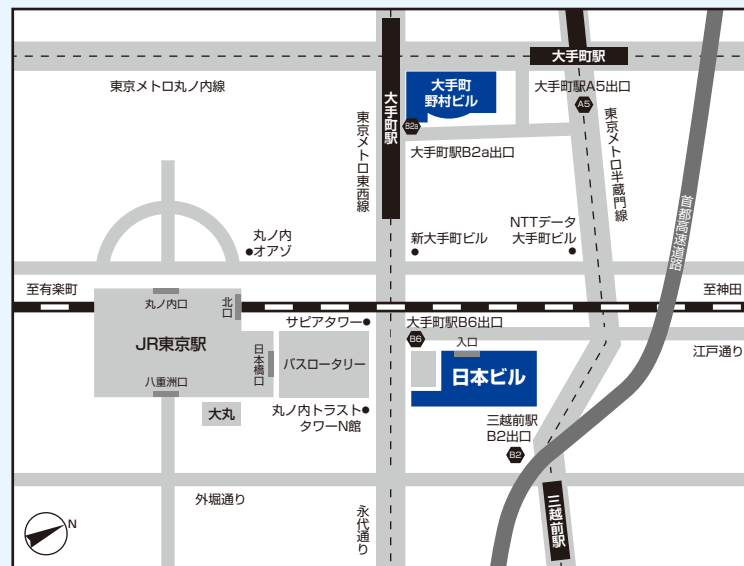 大手町駅
東京メトロ丸ノ内線
大手町
野村ビル
大手町駅A5出口
A5
大手町駅
東京メトロ東西線
B2a
大手町駅B2a出口
東京メトロ半蔵門線
首都高速道路
丸ノ内
オアゾ
新大手町ビル
NTTデータ
大手町ビル
至有楽町
至神田
丸ノ内口
北口
サピアタワー
大手町駅B6出口
B6
入口
江戸通り
JR東京駅
日本橋口
バスロータリー
日本ビル
八重洲口
大丸
丸ノ内トラスト
タワーN館
三越前駅
B2出口
B2
外堀通り
永代通り
三越前駅
N